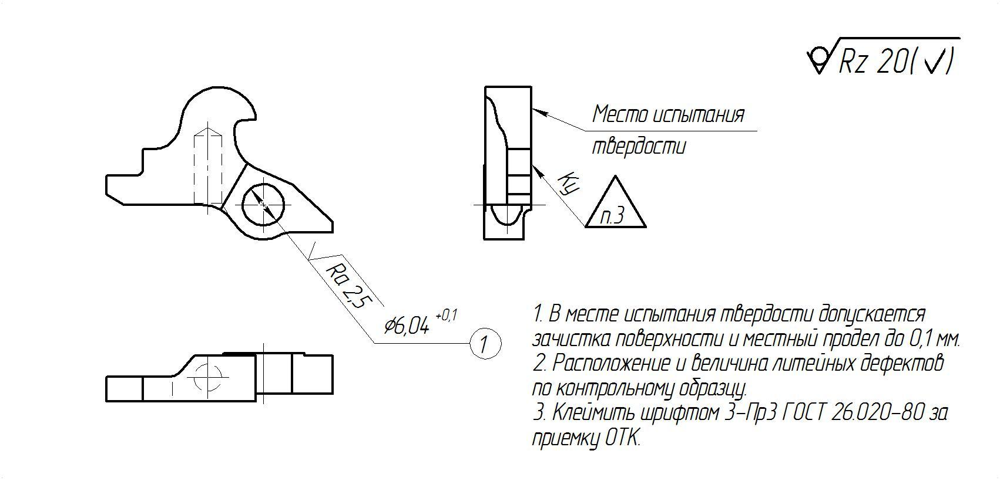 Rz 20(√)
Место испытания
твердости
Ку
п.3
Ra 2,5
⌀6,04 +0,1
1
1. В месте испытания твердости допускается
зачистка поверхности и местный продел до 0,1 мм.
2. Расположение и величина литейных дефектов
по контрольному образцу.
3. Клеймить шрифтом 3-Пр3 ГОСТ 26.020-80 за
приемку ОТК.